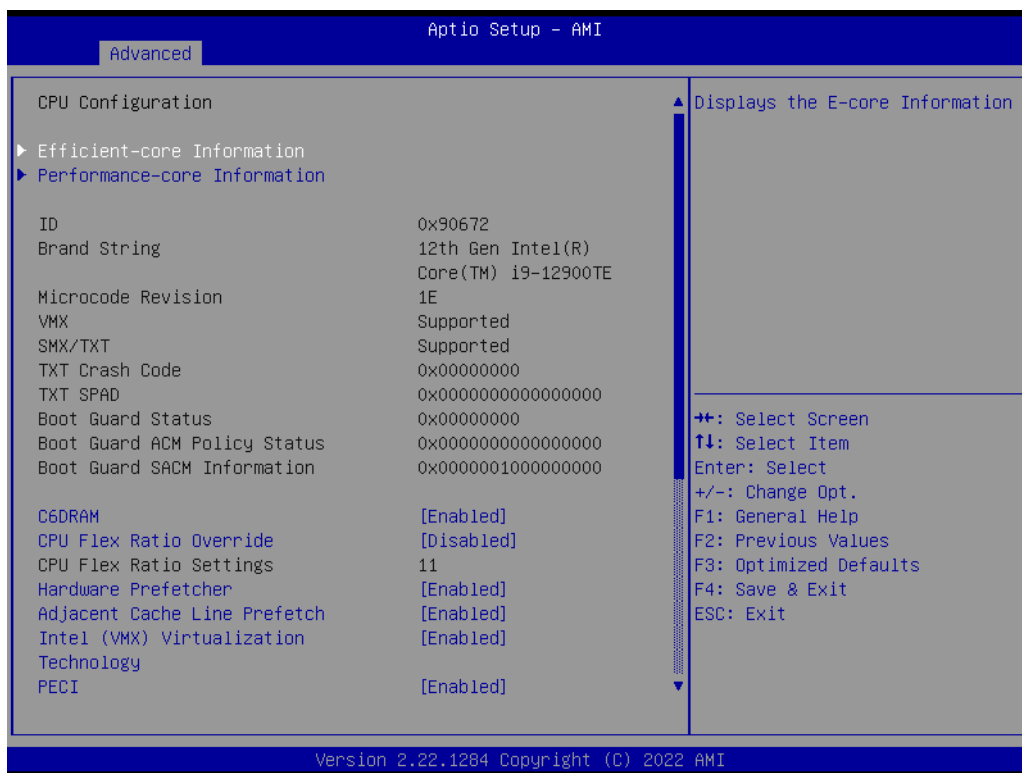 Aptio Setup - AMI
Advanced
CPU Configuration
Efficient-core Information
Performance-core Information
ID 0x90672
Brand String 12th Gen Intel(R)
Core(TM) i9-12900TE
Microcode Revision 1E
VMX Supported
SMX/TXT Supported
TXT Crash Code 0x00000000
TXT SPAD 0x0000000000000000
Boot Guard Status 0x00000000
Boot Guard ACM Policy Status 0x0000000000000000
Boot Guard SACM Information 0x0000001000000000
C6DRAM [Enabled]
CPU Flex Ratio Override [Disabled]
CPU Flex Ratio Settings 11
Hardware Prefetcher [Enabled]
Adjacent Cache Line Prefetch [Enabled]
Intel (VMX) Virtualization [Enabled]
Technology
PECI [Enabled]
Displays the E-core Information
→←: Select Screen
↑↓: Select Item
Enter: Select
+/-: Change Opt.
F1: General Help
F2: Previous Values
F3: Optimized Defaults
F4: Save & Exit
ESC: Exit
Version 2.22.1284 Copyright (C) 2022 AMI